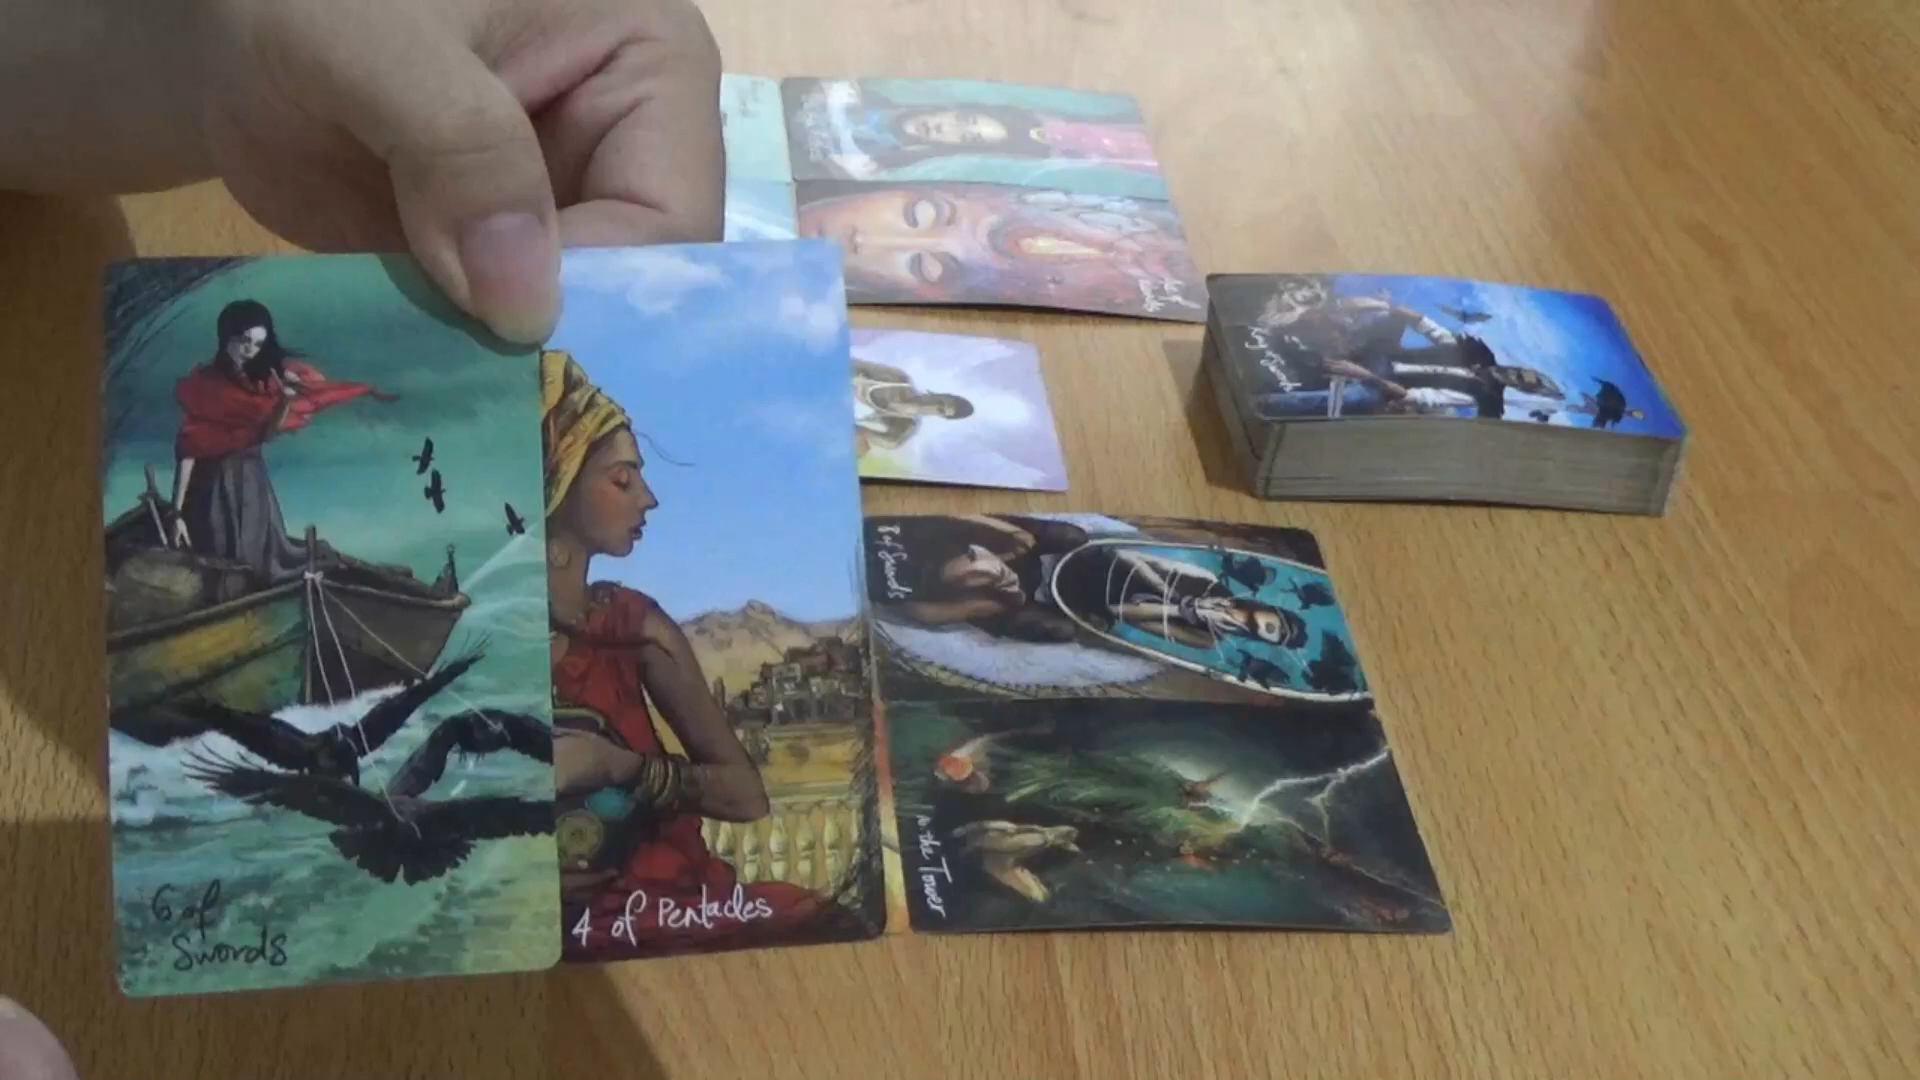 6 of
Swords
4 of Pentacles
8 of Swords
the Tower
King of Swords